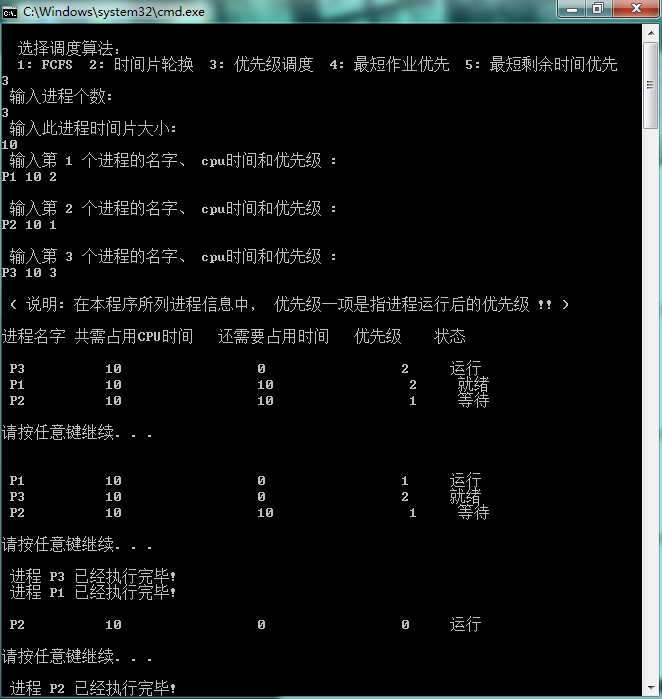 C:\Windows\system32\cmd.exe
选择调度算法:
1: FCFS 2: 时间片轮换 3: 优先级调度 4: 最短作业优先 5: 最短剩余时间优先
3
输入进程个数:
3
输入此进程时间片大小:
10
输入第 1 个进程的名字、 cpu时间和优先级 :
P1 10 2
输入第 2 个进程的名字、 cpu时间和优先级 :
P2 10 1
输入第 3 个进程的名字、 cpu时间和优先级 :
P3 10 3
( 说明: 在本程序所列进程信息中, 优先级一项是指进程运行后的优先级 !! )
进程名字 共需占用CPU时间 还需要占用时间 优先级 状态
P3 10 0 2 运行
P1 10 10 2 就绪
P2 10 10 1 等待
请按任意键继续. . .
P1 10 0 1 运行
P3 10 0 2 就绪
P2 10 10 1 等待
请按任意键继续. . .
进程 P3 已经执行完毕!
进程 P1 已经执行完毕!
P2 10 0 0 运行
请按任意键继续. . .
进程 P2 已经执行完毕!